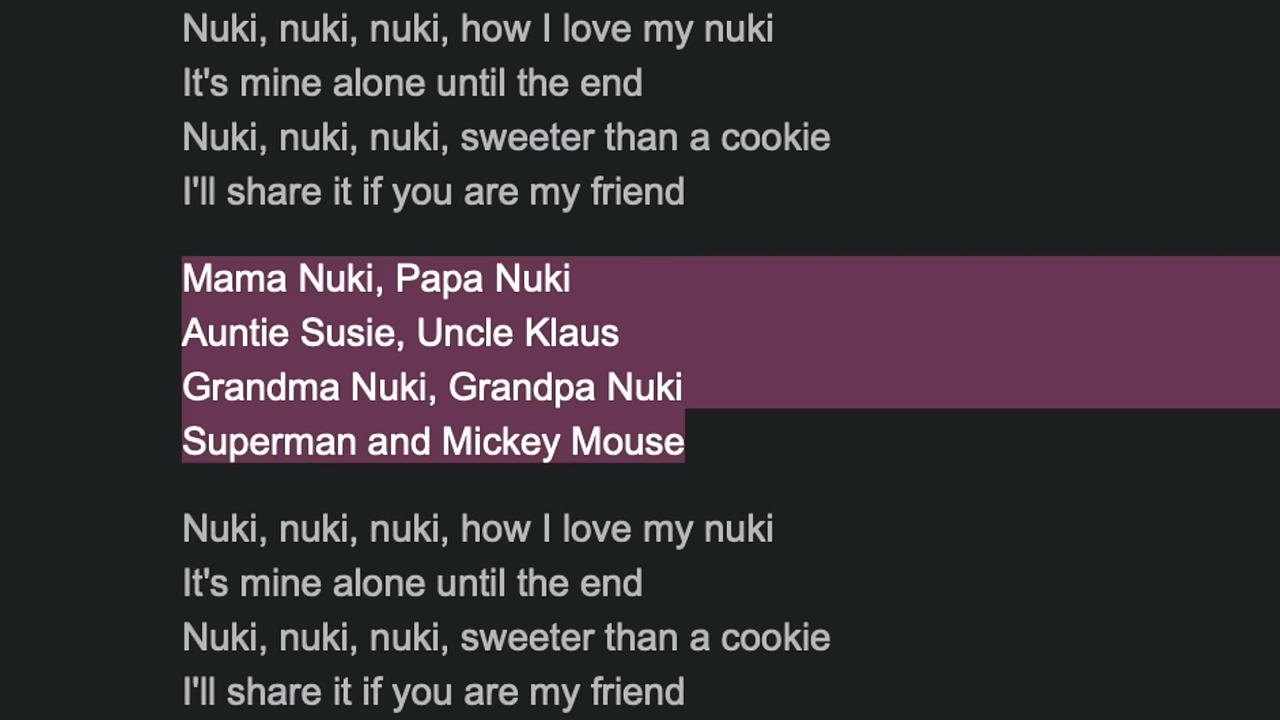 Nuki, nuki, nuki, how I love my nuki
It's mine alone until the end
Nuki, nuki, nuki, sweeter than a cookie
I'll share it if you are my friend
Mama Nuki, Papa Nuki
Auntie Susie, Uncle Klaus
Grandma Nuki, Grandpa Nuki
Superman and Mickey Mouse
Nuki, nuki, nuki, how I love my nuki
It's mine alone until the end
Nuki, nuki, nuki, sweeter than a cookie
I'll share it if you are my friend